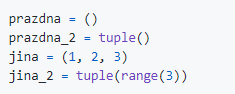 prazdna = ()
prazdna_2 = tuple()
jina = (1, 2, 3)
jina_2 = tuple(range(3))